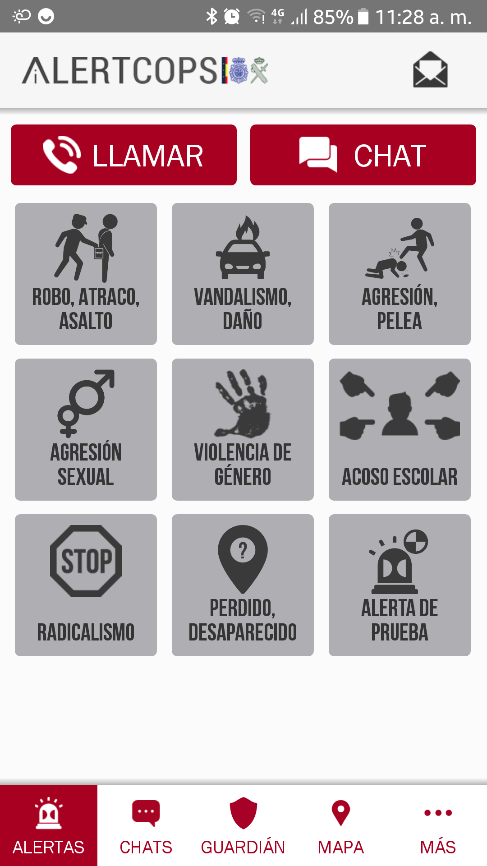 4G 85% 11:28 a. m.
ALERTCOPS
LLAMAR
CHAT
ROBO, ATRACO,
ASALTO
VANDALISMO,
DAÑO
AGRESIÓN,
PELEA
AGRESIÓN
SEXUAL
VIOLENCIA DE
GÉNERO
ACOSO ESCOLAR
STOP
RADICALISMO
?
PERDIDO,
DESAPARECIDO
ALERTA DE
PRUEBA
ALERTAS
CHATS
GUARDIÁN
MAPA
MÁS